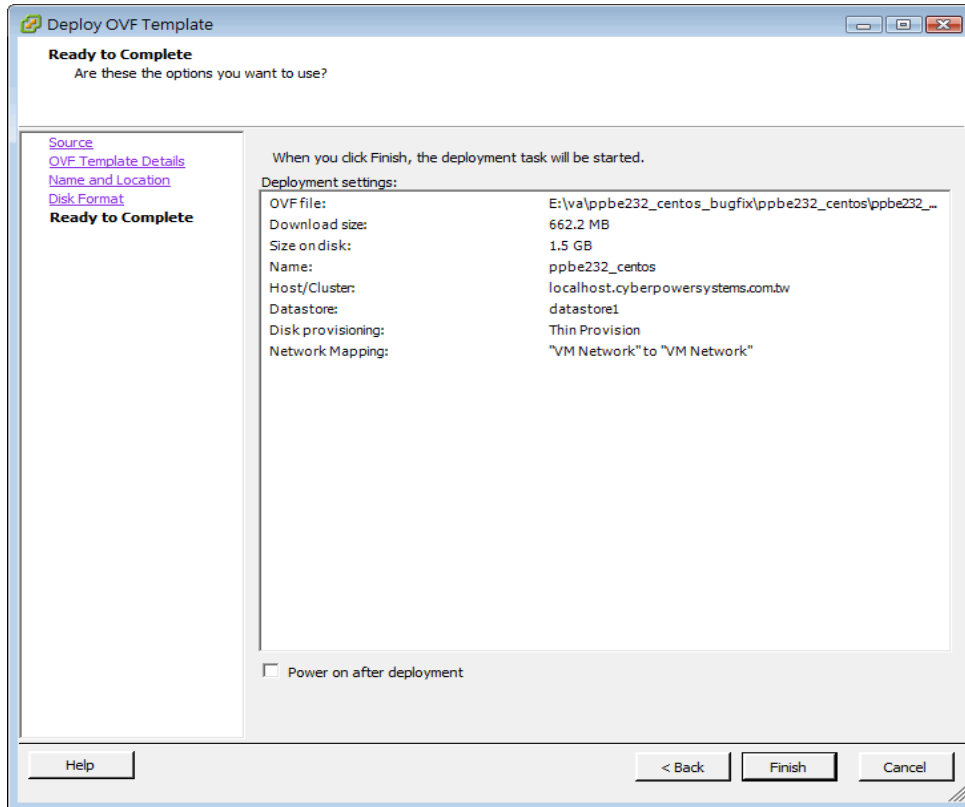 Deploy OVF Template
Ready to Complete
Are these the options you want to use?
Source
OVF Template Details
Name and Location
Disk Format
Ready to Complete
When you click Finish, the deployment task will be started.
Deployment settings:
OVF file: E:\va\ppbe232_centos_bugfix\ppbe232_centos\ppbe232_...
Download size: 662.2 MB
Size on disk: 1.5 GB
Name: ppbe232_centos
Host/Cluster: localhost.cyberpowersystems.com.tw
Datastore: datastore1
Disk provisioning: Thin Provision
Network Mapping: "VM Network" to "VM Network"
Power on after deployment
Help
< Back
Finish
Cancel